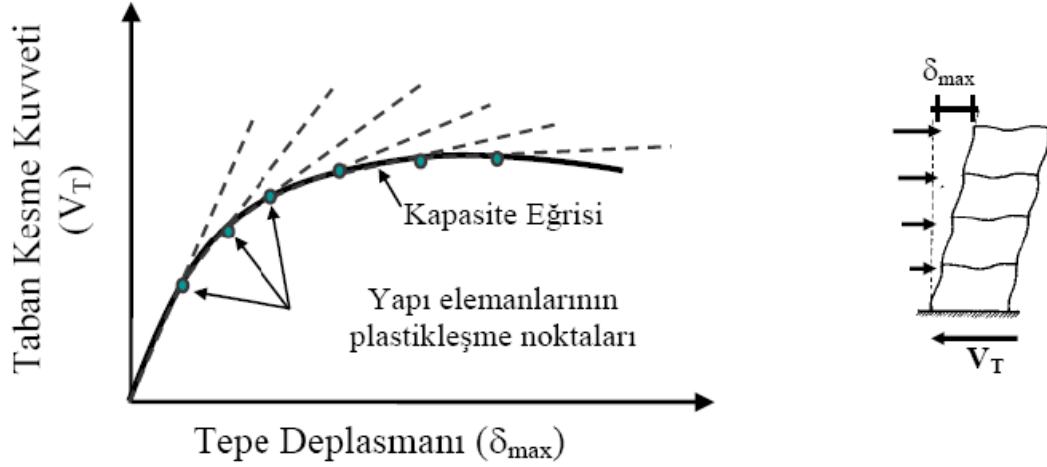 Taban Kesme Kuvveti
(V_T)
Kapasite Eğrisi
Yapı elemanlarının
plastikleşme noktaları
Tepe Deplasmanı (δ_max)
δ_max
V_T